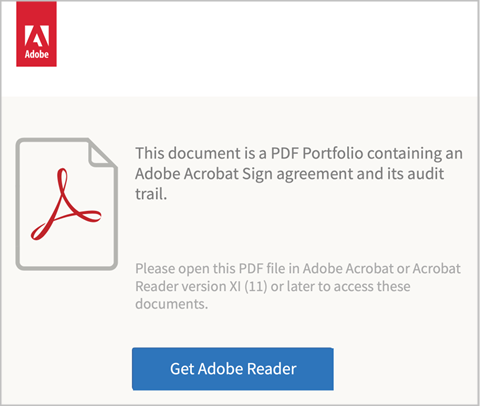 Adobe
This document is a PDF Portfolio containing an
Adobe Acrobat Sign agreement and its audit
trail.
Please open this PDF file in Adobe Acrobat or Acrobat
Reader version XI (11) or later to access these
documents.
Get Adobe Reader